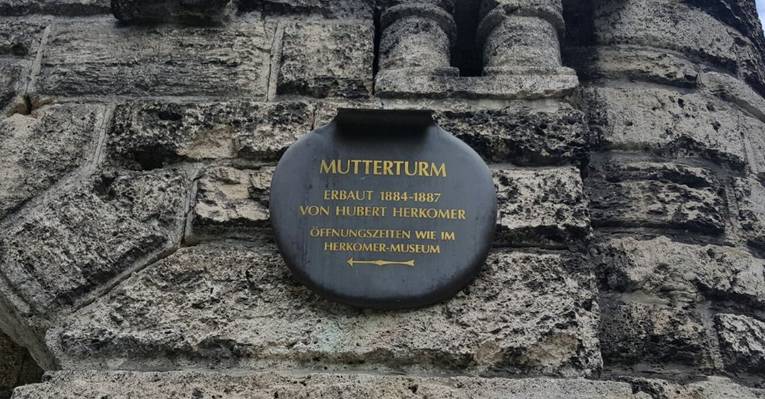 MUTTERTURM
ERBAUT 1884-1887
VON HUBERT HERKOMER
ÖFFNUNGSZEITEN WIE IM
HERKOMER-MUSEUM